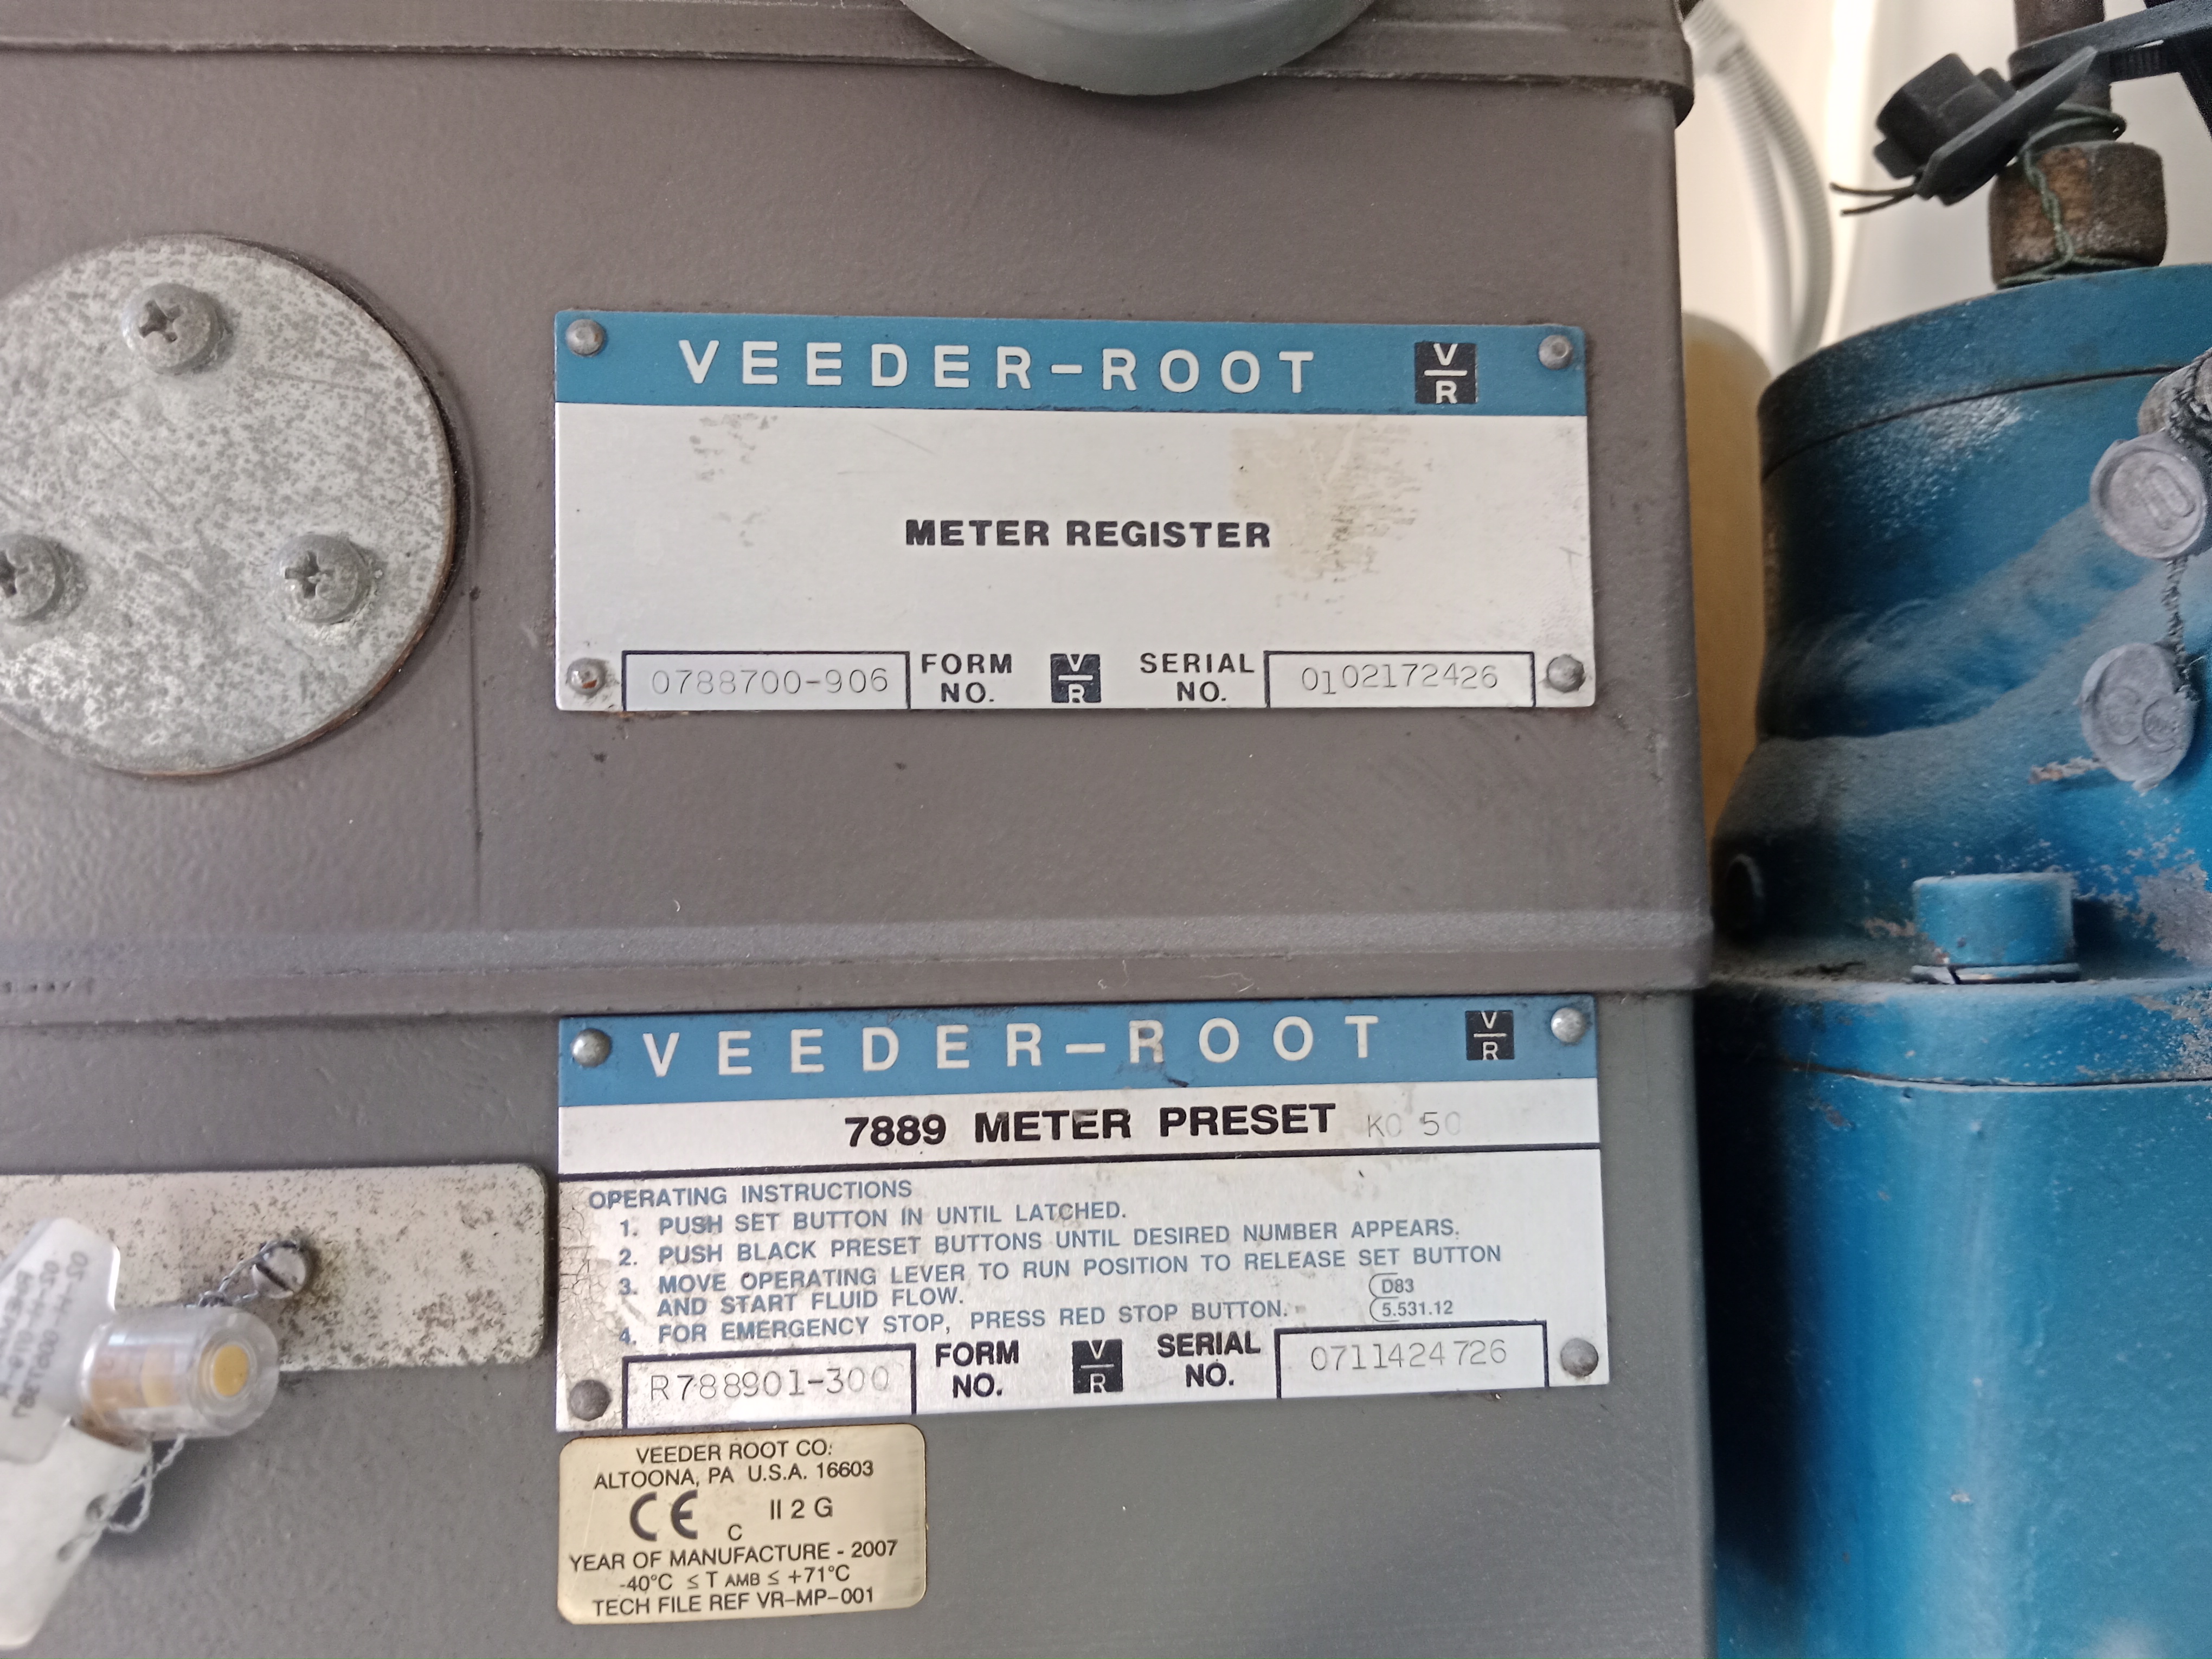 VEEDER-ROOT V/R
METER REGISTER
0788700-906 FORM NO. V/R SERIAL NO. 0102172426
VEEDER-ROOT V/R
7889 METER PRESET K0 50
OPERATING INSTRUCTIONS
1. PUSH SET BUTTON IN UNTIL LATCHED.
2. PUSH BLACK PRESET BUTTONS UNTIL DESIRED NUMBER APPEARS.
3. MOVE OPERATING LEVER TO RUN POSITION TO RELEASE SET BUTTON
AND START FLUID FLOW.
4. FOR EMERGENCY STOP, PRESS RED STOP BUTTON.
D83
5.531.12
R788901-300 FORM NO. V/R SERIAL NO. 0711424726
VEEDER ROOT CO.
ALTOONA, PA U.S.A. 16603
CE II 2 G
C
YEAR OF MANUFACTURE - 2007
-40°C ≤ T AMB ≤ +71°C
TECH FILE REF VR-MP-001
10